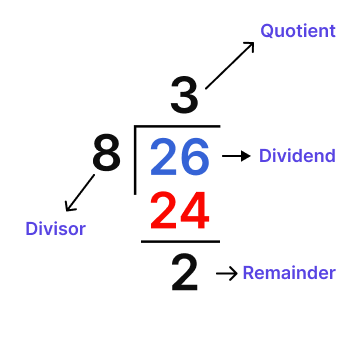 Quotient
3
8 26 Dividend
24
Divisor
2 Remainder